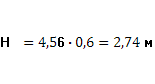 Н = 4,56·0,6 = 2,74 м